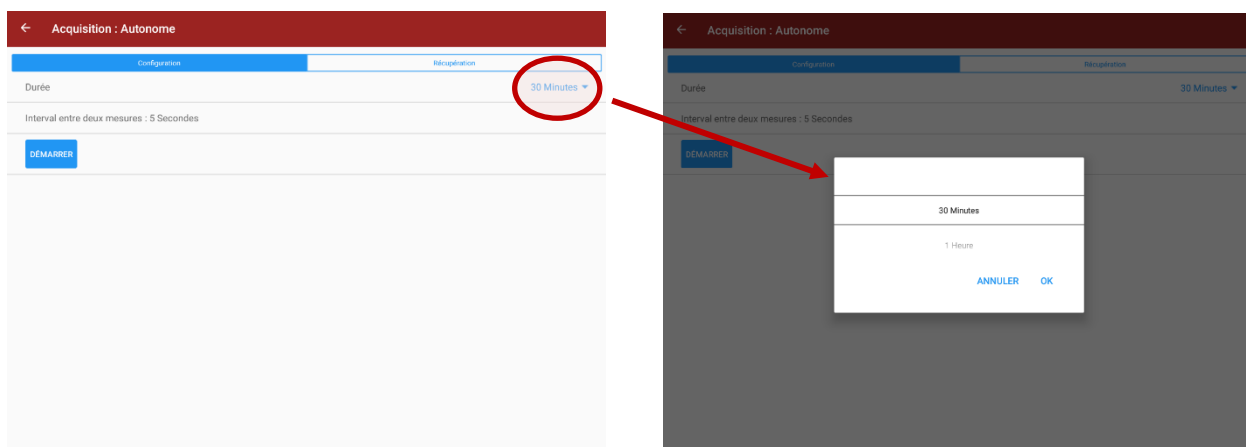 Acquisition : Autonome
Configuration
Récupération
Durée
30 Minutes
Interval entre deux mesures : 5 Secondes
DÉMARRER
Acquisition : Autonome
Configuration
Récupération
Durée
30 Minutes
Interval entre deux mesures : 5 Secondes
DÉMARRER
30 Minutes
1 Heure
ANNULER OK